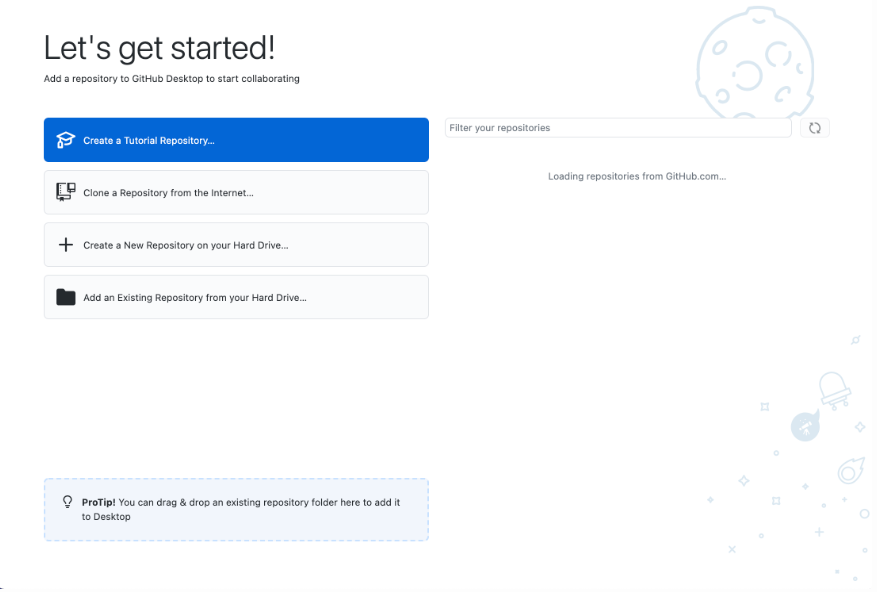 Let's get started!
Add a repository to GitHub Desktop to start collaborating
Create a Tutorial Repository...
Clone a Repository from the Internet...
Create a New Repository on your Hard Drive...
Add an Existing Repository from your Hard Drive...
Filter your repositories
Loading repositories from GitHub.com...
ProTip! You can drag & drop an existing repository folder here to add it
to Desktop